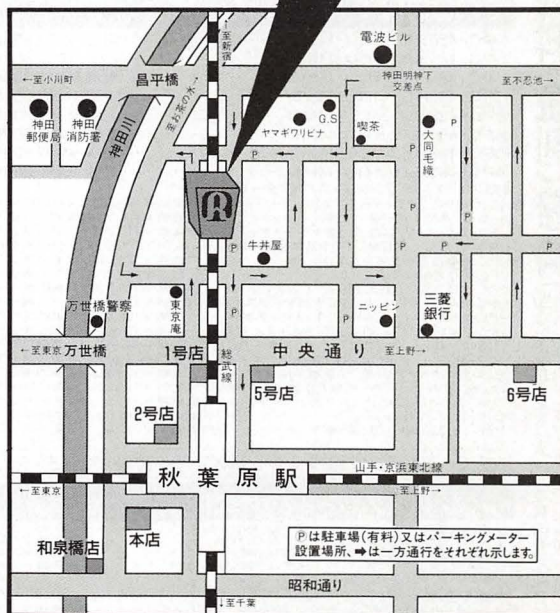 ←至小川町
昌平橋
至お茶の水→
↑至新宿
電波ビル
神田明神下
交差点
→至不忍池
神田
郵便局
神田
消防署
神田川
G.S
ヤマギワリビナ
喫茶
大同毛織
P
P
P
P
P
P
P
P
P
P
P
牛丼屋
万世橋警察
東京庵
ニッピン
三菱
銀行
←至東京
万世橋
1号店
総武線
中央通り
至上野→
2号店
5号店
6号店
秋葉原駅
山手・京浜東北線
←至東京
至上野→
本店
和泉橋店
Ⓟは駐車場(有料)又はパーキングメーター
設置場所、➡は一方通行をそれぞれ示します。
昭和通り
↓至千葉